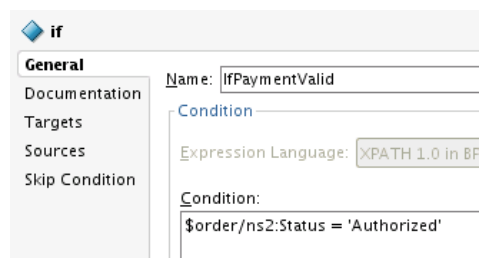 if
General
Documentation
Targets
Sources
Skip Condition
Name: IfPaymentValid
Condition
Expression Language: XPATH 1.0 in
Condition:
$order/ns2:Status = 'Authorized'